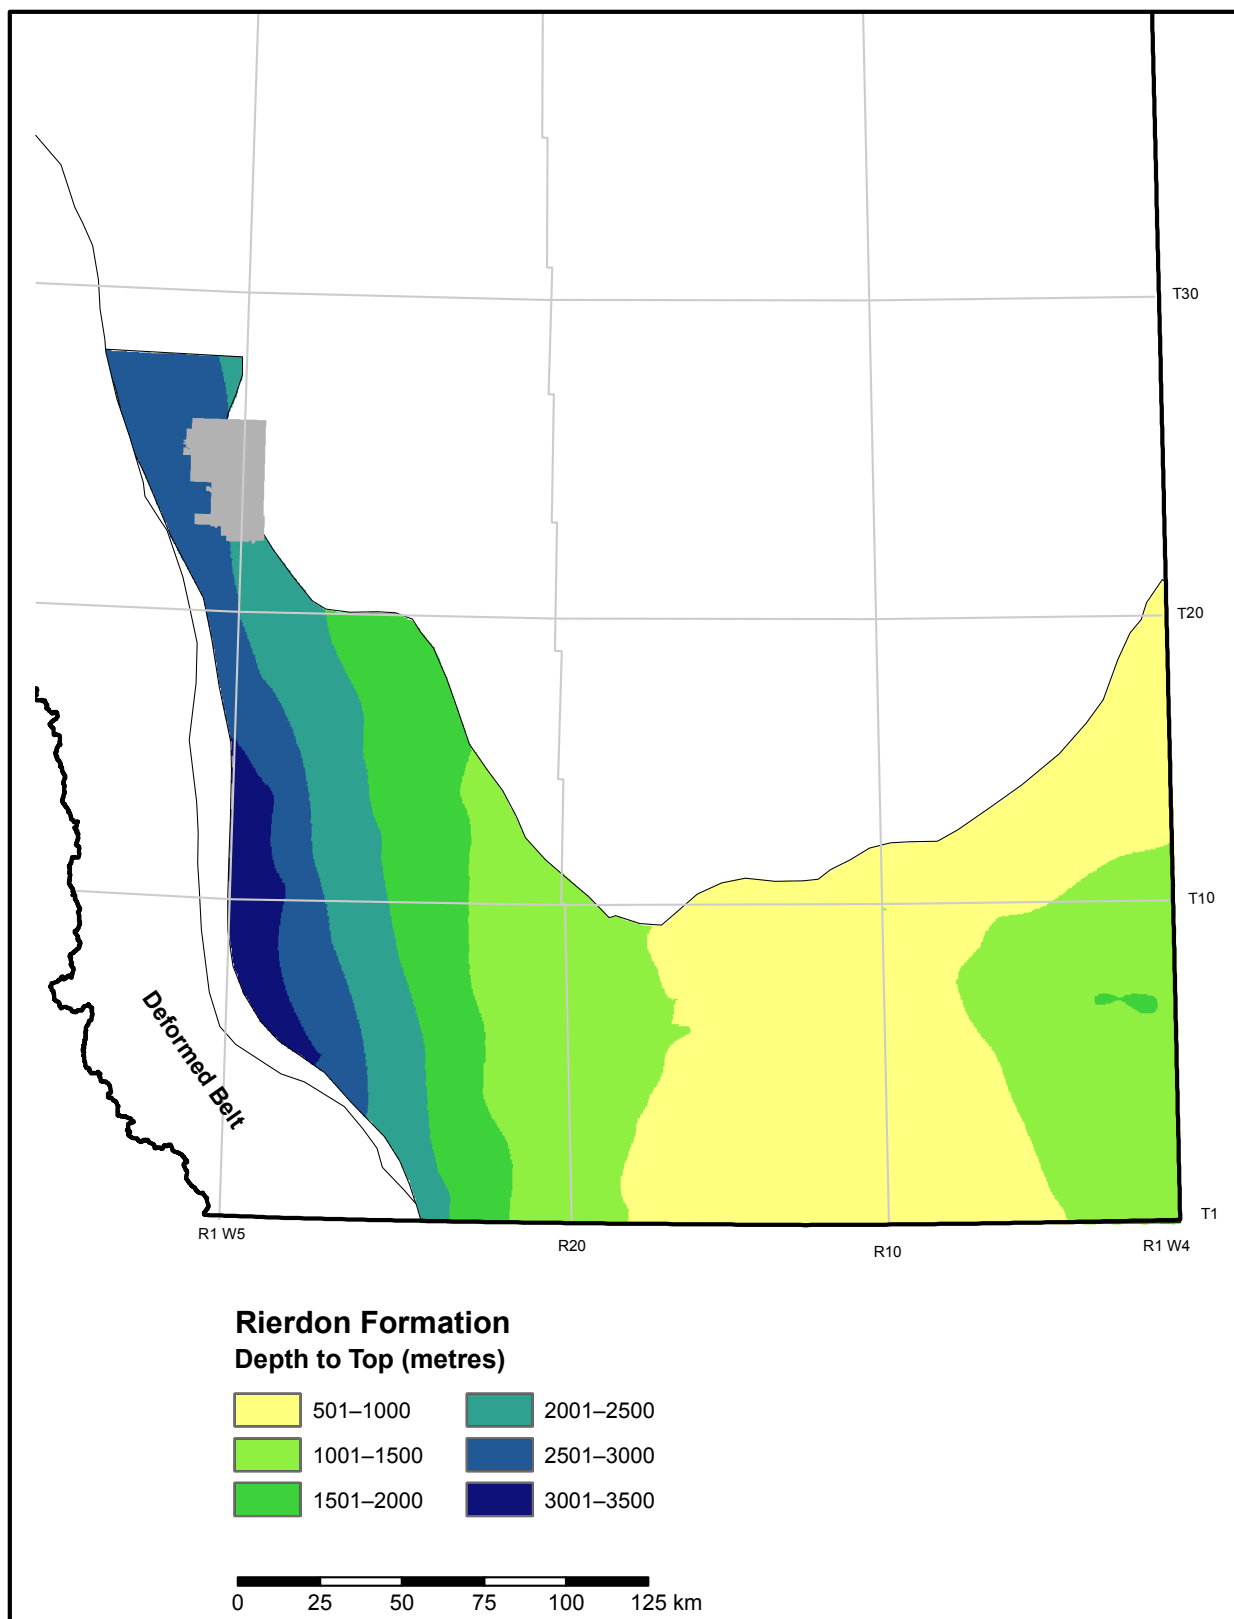 T30
T20
T10
Deformed Belt
T1
R1 W5
R20
R10
R1 W4
Rierdon Formation
Depth to Top (metres)
501–1000
2001–2500
1001–1500
2501–3000
1501–2000
3001–3500
0 25 50 75 100 125 km